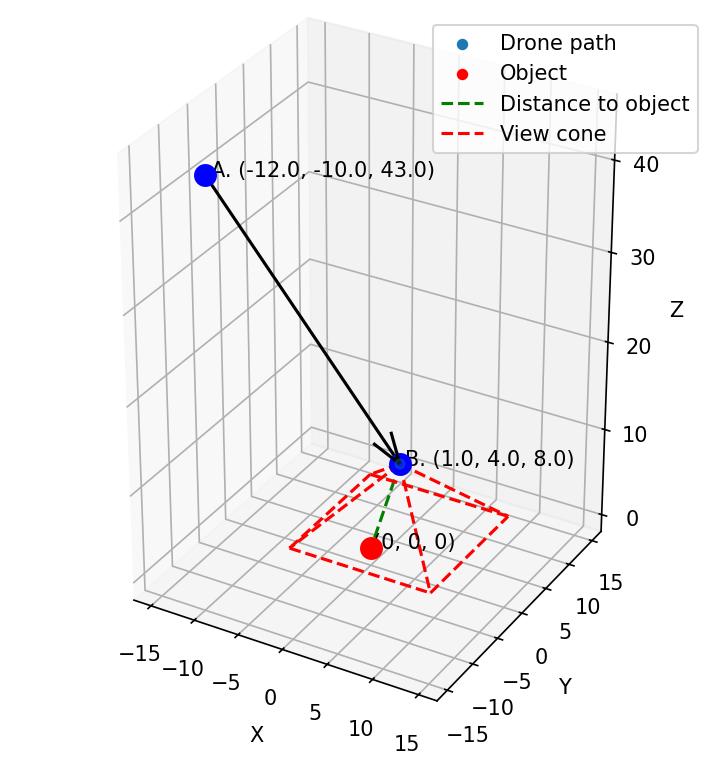 Drone path
Object
Distance to object
View cone
A. (-12.0, -10.0, 43.0)
40
30
Z
20
10
B. (1.0, 4.0, 8.0)
0
0, 0, 0)
15
10
5
0
−5
Y
−10
−15
−15
−10
−5
0
5
10
15
X